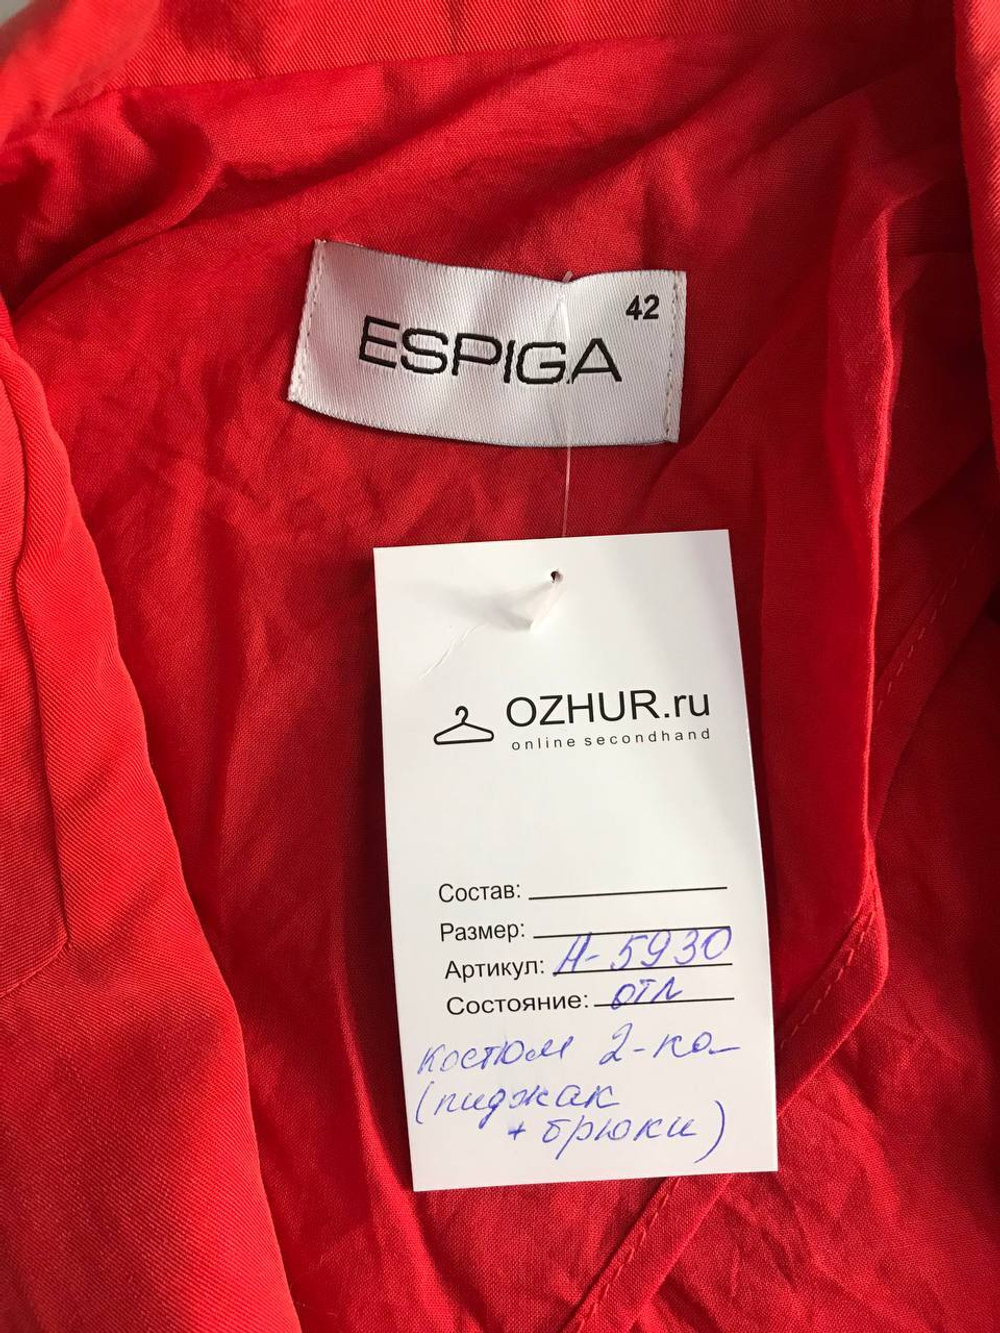 42
ESPIGA
OZHUR.ru
online secondhand
Состав:
Размер:
Артикул: А-5930
Состояние: отл
костюм 2-ка
(пиджак
+ брюки)